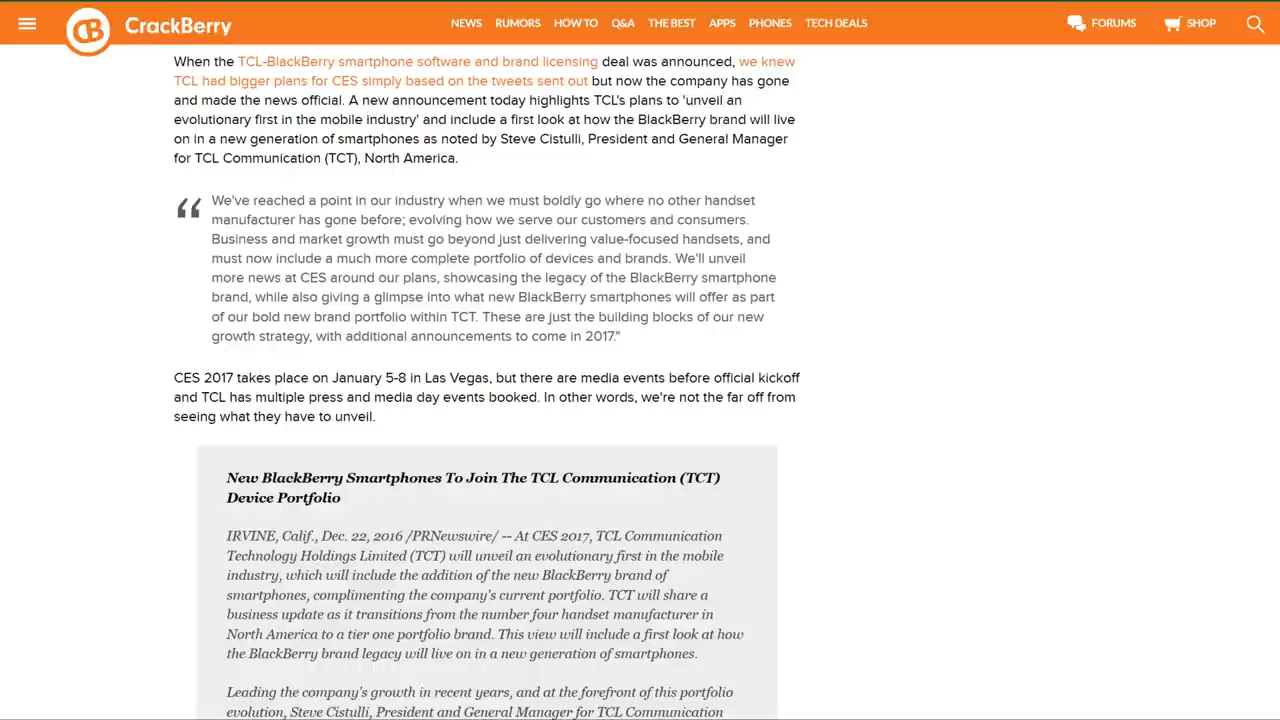 CB CrackBerry NEWS RUMORS HOW TO Q&A THE BEST APPS PHONES TECH DEALS FORUMS SHOP
When the TCL-BlackBerry smartphone software and brand licensing deal was announced, we knew
TCL had bigger plans for CES simply based on the tweets sent out but now the company has gone
and made the news official. A new announcement today highlights TCL's plans to 'unveil an
evolutionary first in the mobile industry' and include a first look at how the BlackBerry brand will live
on in a new generation of smartphones as noted by Steve Cistulli, President and General Manager
for TCL Communication (TCT), North America.
“ We've reached a point in our industry when we must boldly go where no other handset
manufacturer has gone before; evolving how we serve our customers and consumers.
Business and market growth must go beyond just delivering value-focused handsets, and
must now include a much more complete portfolio of devices and brands. We'll unveil
more news at CES around our plans, showcasing the legacy of the BlackBerry smartphone
brand, while also giving a glimpse into what new BlackBerry smartphones will offer as part
of our bold new brand portfolio within TCT. These are just the building blocks of our new
growth strategy, with additional announcements to come in 2017."
CES 2017 takes place on January 5-8 in Las Vegas, but there are media events before official kickoff
and TCL has multiple press and media day events booked. In other words, we're not the far off from
seeing what they have to unveil.
New BlackBerry Smartphones To Join The TCL Communication (TCT)
Device Portfolio
IRVINE, Calif., Dec. 22, 2016 /PRNewswire/ -- At CES 2017, TCL Communication
Technology Holdings Limited (TCT) will unveil an evolutionary first in the mobile
industry, which will include the addition of the new BlackBerry brand of
smartphones, complimenting the company's current portfolio. TCT will share a
business update as it transitions from the number four handset manufacturer in
North America to a tier one portfolio brand. This view will include a first look at how
the BlackBerry brand legacy will live on in a new generation of smartphones.
Leading the company's growth in recent years, and at the forefront of this portfolio
evolution, Steve Cistulli, President and General Manager for TCL Communication